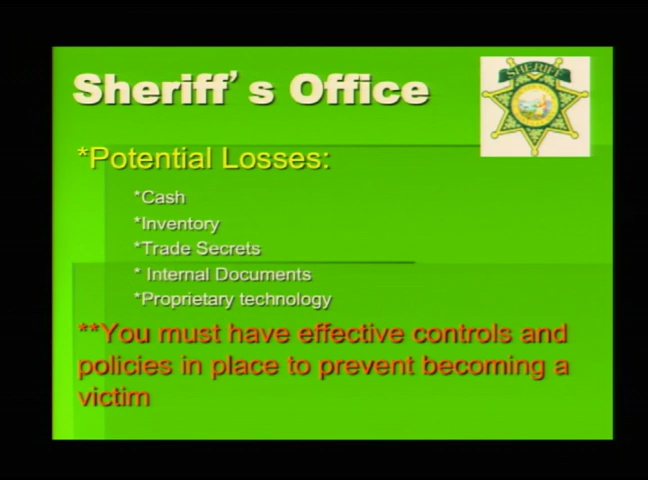 Sheriff's Office
SHERIFF
*Potential Losses:
*Cash
*Inventory
*Trade Secrets
* Internal Documents
*Proprietary technology
**You must have effective controls and
policies in place to prevent becoming a
victim